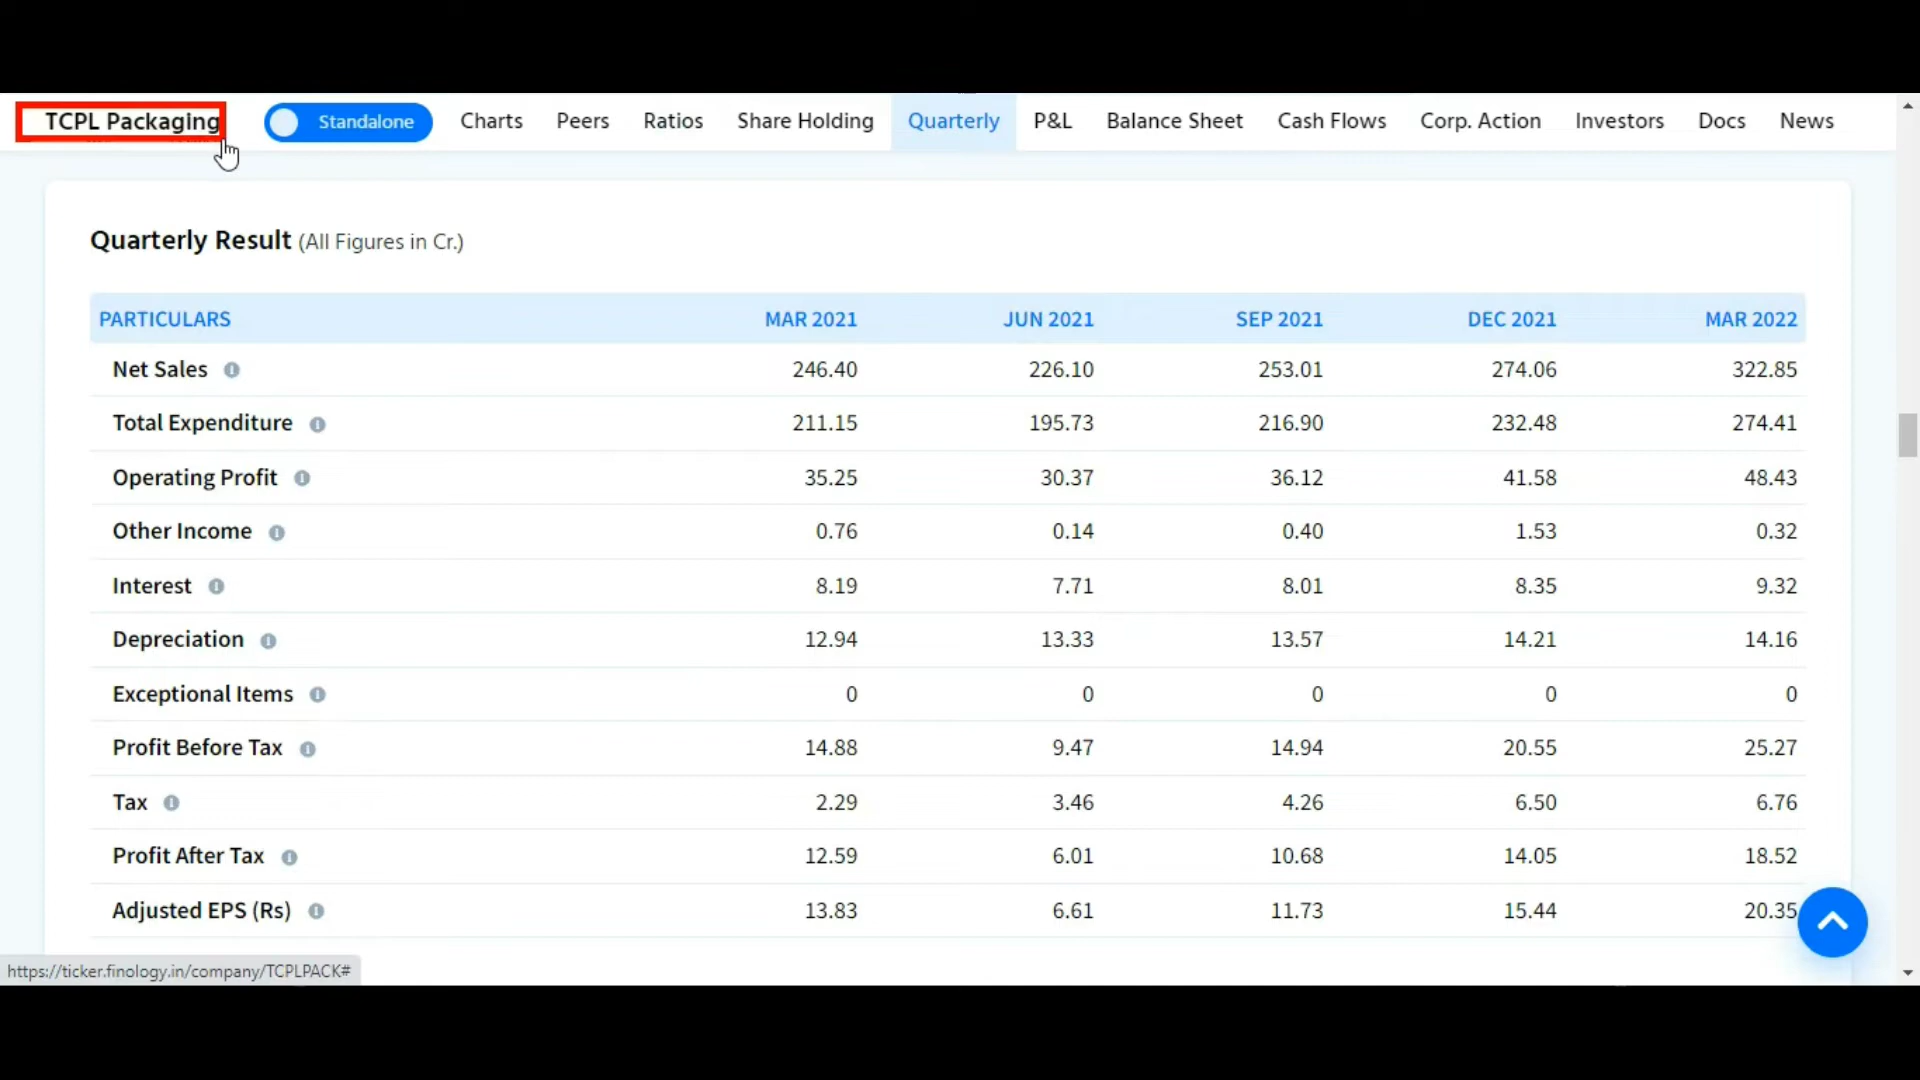 TCPL Packaging Standalone Charts Peers Ratios Share Holding Quarterly P&L Balance Sheet Cash Flows Corp. Action Investors Docs News
Quarterly Result (All Figures in Cr.)
PARTICULARS MAR 2021 JUN 2021 SEP 2021 DEC 2021 MAR 2022
Net Sales 246.40 226.10 253.01 274.06 322.85
Total Expenditure 211.15 195.73 216.90 232.48 274.41
Operating Profit 35.25 30.37 36.12 41.58 48.43
Other Income 0.76 0.14 0.40 1.53 0.32
Interest 8.19 7.71 8.01 8.35 9.32
Depreciation 12.94 13.33 13.57 14.21 14.16
Exceptional Items 0 0 0 0 0
Profit Before Tax 14.88 9.47 14.94 20.55 25.27
Tax 2.29 3.46 4.26 6.50 6.76
Profit After Tax 12.59 6.01 10.68 14.05 18.52
Adjusted EPS (Rs) 13.83 6.61 11.73 15.44 20.35
https://ticker.finology.in/company/TCPLPACK#